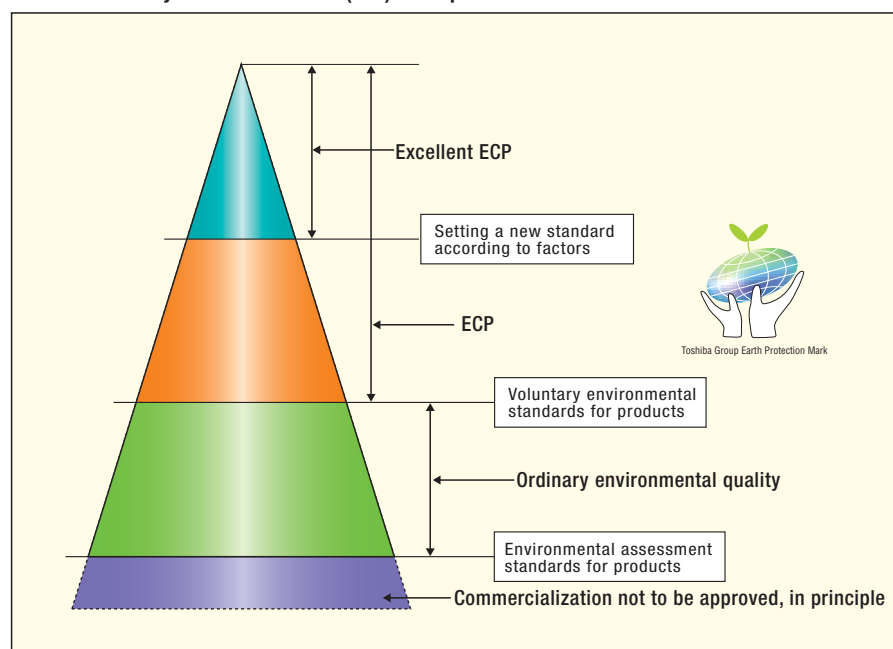 Excellent ECP
Setting a new standard
according to factors
ECP
Toshiba Group Earth Protection Mark
Voluntary environmental
standards for products
Ordinary environmental quality
Environmental assessment
standards for products
Commercialization not to be approved, in principle